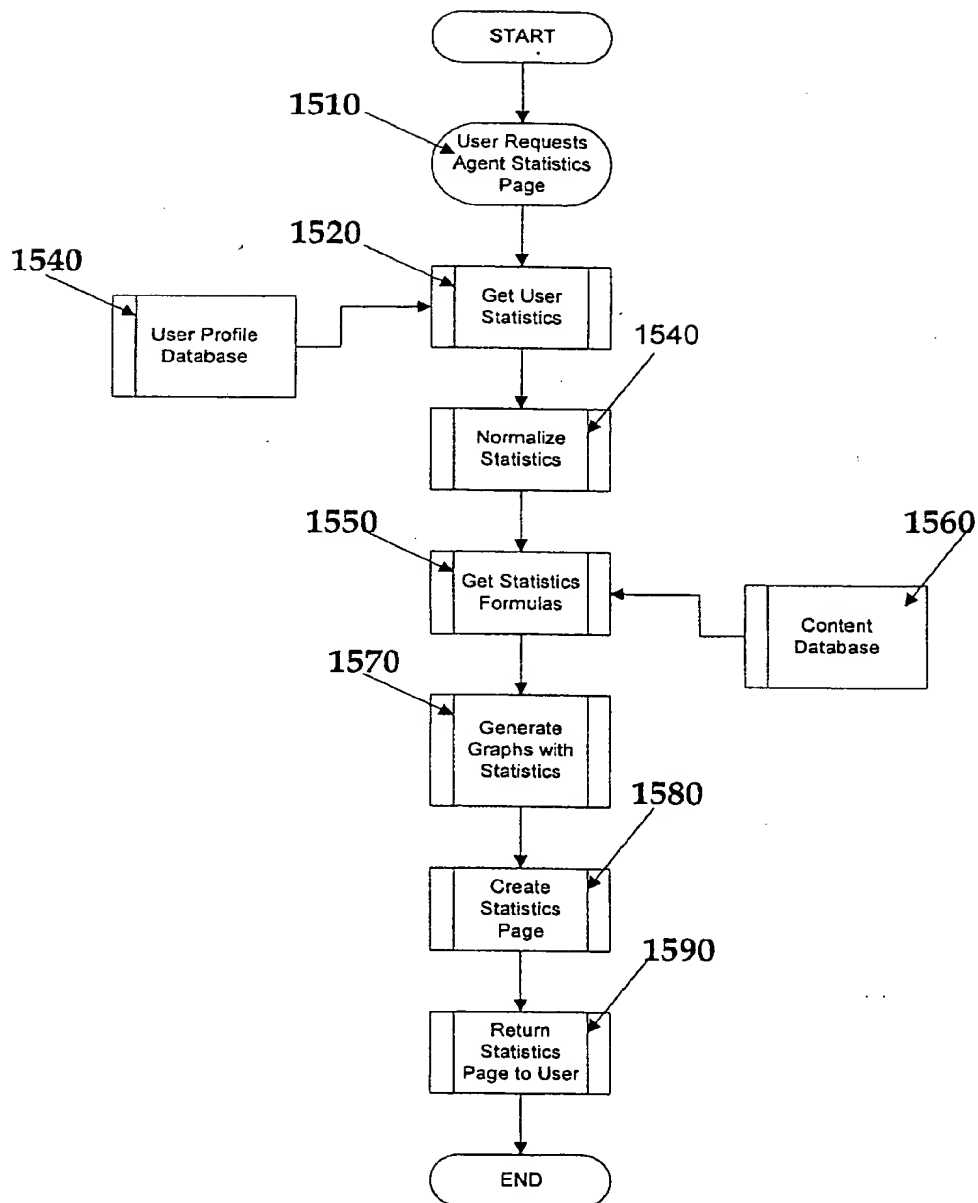 START
1510
User Requests
Agent Statistics
Page
1520
1540
Get User
Statistics
User Profile
Database
1540
Normalize
Statistics
1550
1560
Get Statistics
Formulas
Content
Database
1570
Generate
Graphs with
Statistics
1580
Create
Statistics
Page
1590
Return
Statistics
Page to User
END